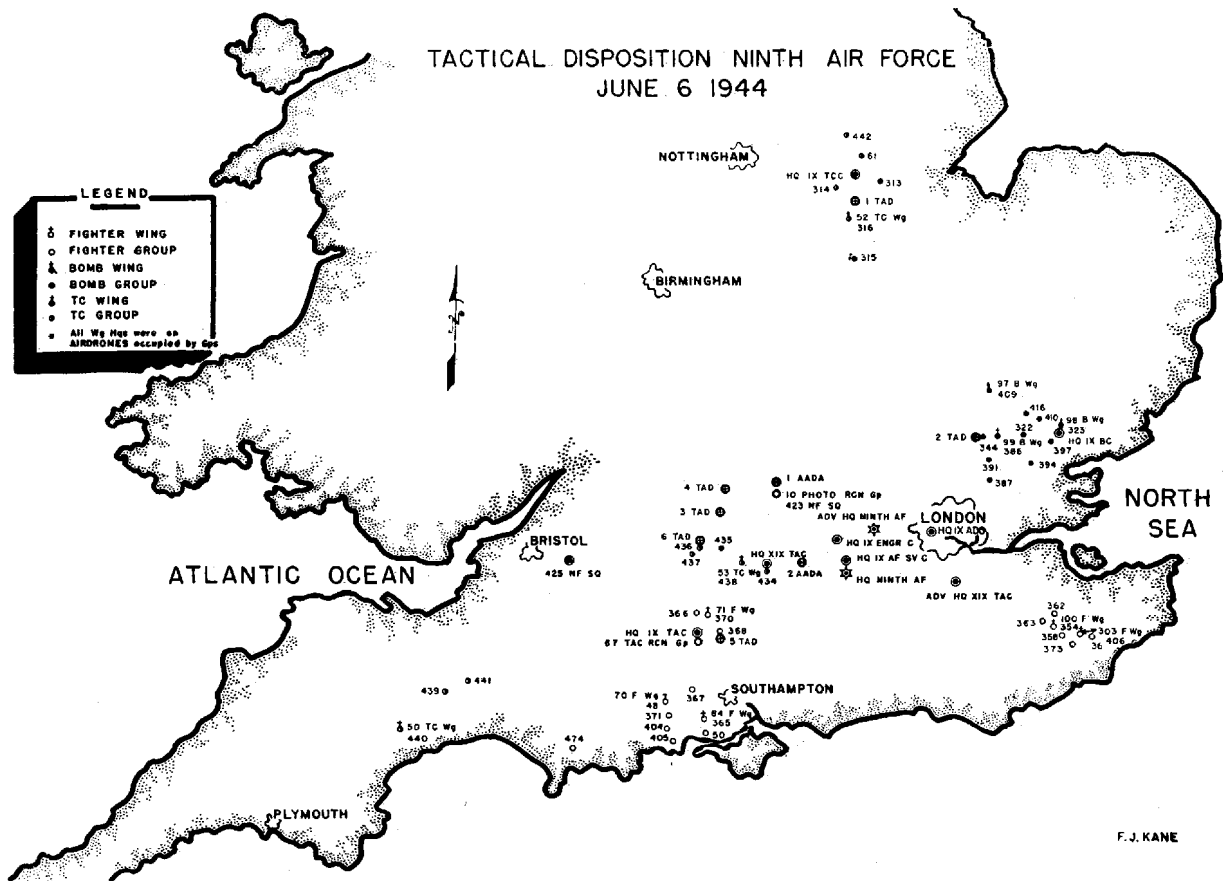 TACTICAL DISPOSITION NINTH AIR FORCE
JUNE 6 1944
LEGEND
FIGHTER WING
FIGHTER GROUP
BOMB WING
BOMB GROUP
TC WING
TC GROUP
All Wg Hqs were on
AIRDROMES occupied by Gps
NOTTINGHAM
442
61
HQ IX TCC
314
313
1 TAD
52 TC Wg
316
315
BIRMINGHAM
N
97 B Wg
409
416
410
98 B Wg
322
323
2 TAD
344
99 B Wg
386
HQ IX BC
397
391
394
387
NORTH
SEA
1 AADA
4 TAD
10 PHOTO RCN Gp
423 NF SQ
3 TAD
ADV HQ NINTH AF
LONDON
HQ IX ADC
6 TAD
436
435
HQ IX ENGR C
BRISTOL
425 NF SQ
437
HQ XIX TAC
53 TC Wg
438
434
2 AADA
HQ IX AF SV C
HQ NINTH AF
ADV HQ XIX TAC
ATLANTIC OCEAN
366
71 F Wg
370
362
363
100 F Wg
354
303 F Wg
358
36
406
373
HQ IX TAC
368
67 TAC RCN Gp
5 TAD
441
439
70 F Wg
48
367
SOUTHAMPTON
371
84 F Wg
365
404
50
405
50 TC Wg
440
474
PLYMOUTH
F. J. KANE